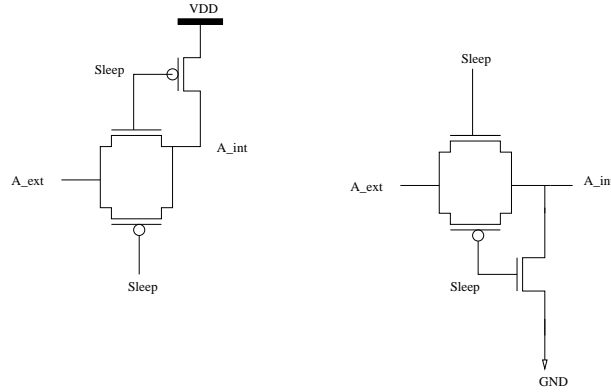 VDD
Sleep
A_int
A_ext
Sleep
Sleep
A_ext
A_int
Sleep
GND